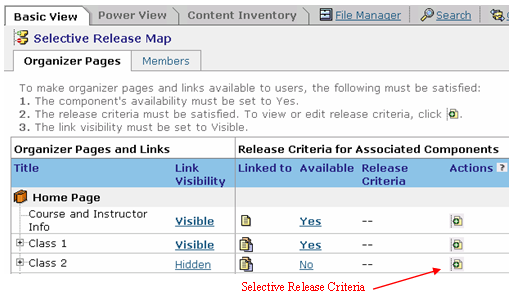 Basic View Power View Content Inventory File Manager Search
Selective Release Map
Organizer Pages Members
To make organizer pages and links available to users, the following must be satisfied:
1. The component's availability must be set to Yes.
2. The release criteria must be satisfied. To view or edit release criteria, click .
3. The link visibility must be set to Visible.
Organizer Pages and Links Release Criteria for Associated Components
Title Link Visibility Linked to Available Release Criteria Actions ?
Home Page
Course and Instructor Info Visible Yes --
Class 1 Visible Yes --
Class 2 Hidden No --
Selective Release Criteria